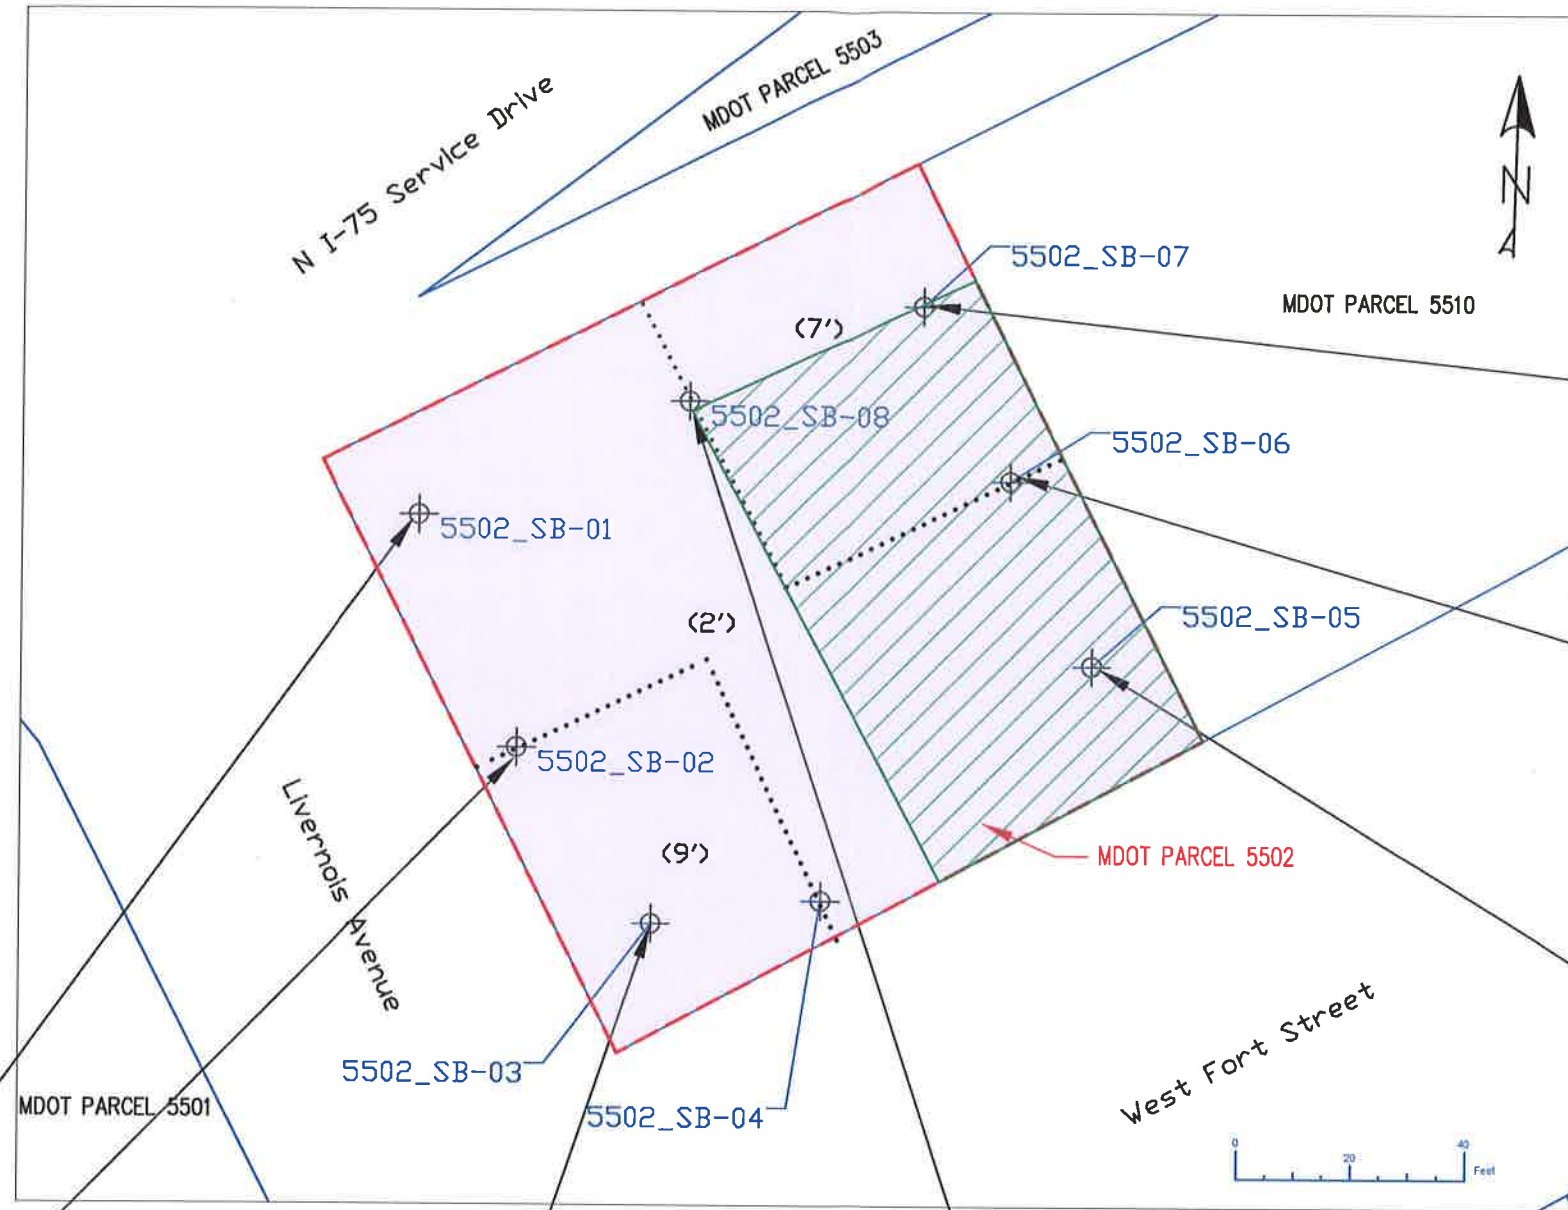 MDOT PARCEL 5503
N I-75 Service Drive
N
5502_SB-07
MDOT PARCEL 5510
(7')
5502_SB-08
5502_SB-06
5502_SB-01
(2')
5502_SB-05
5502_SB-02
Livernois Avenue
(9')
MDOT PARCEL 5502
West Fort Street
5502_SB-03
MDOT PARCEL 5501
5502_SB-04
0 20 40
Feet